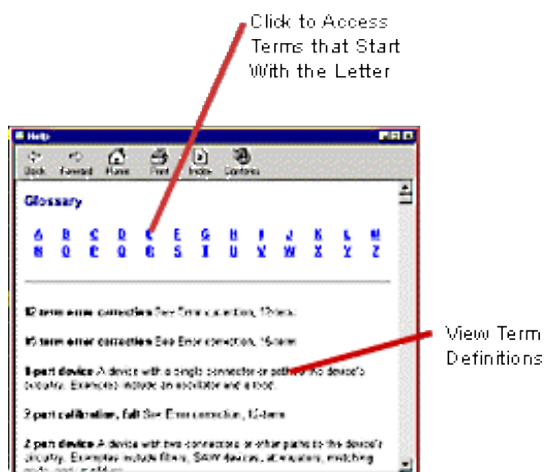 Click to Access
Terms that Start
With the Letter
Help
Back Forward Home Print Index Contents
Glossary
A B C D E F G H I J K L M
N O P Q R S T U V W X Y Z
12 term error correction See Error correction, 12-term
16 term error correction See Error correction, 16-term
1-port device A device with a single connector or path to the device's
circuitry. Examples include an oscillator and a load.
View Term
Definitions
2 port calibration, full See Error correction, 12-term
2 port device A device with two connectors or other paths to the device's
circuitry. Examples include filters, SAW devices, attenuators, matching